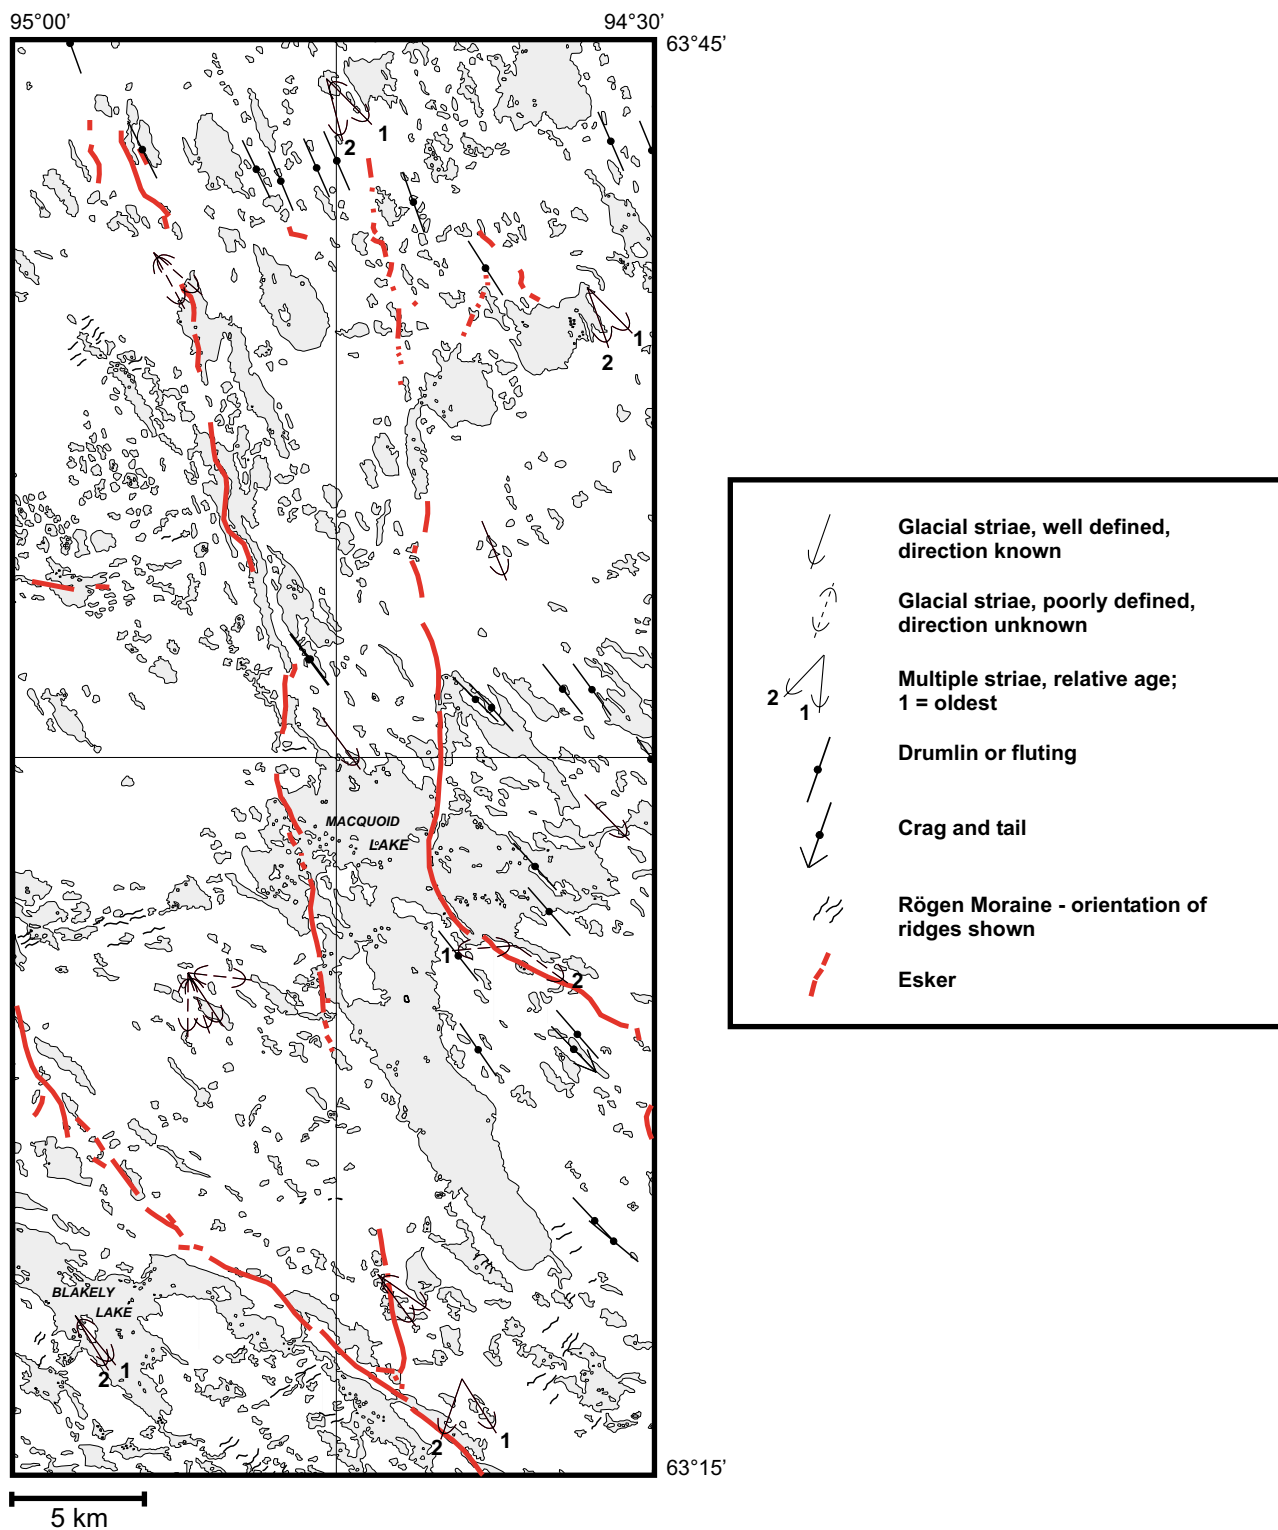 95°00’
94°30’
63°45’
1
2
1
2
Glacial striae, well defined,
direction known
Glacial striae, poorly defined,
direction unknown
Multiple striae, relative age;
1 = oldest
2
1
Drumlin or fluting
Crag and tail
Rögen Moraine - orientation of
ridges shown
Esker
MACQUOID
LAKE
1
2
BLAKELY
LAKE
1
2
1
2
63°15’
5 km